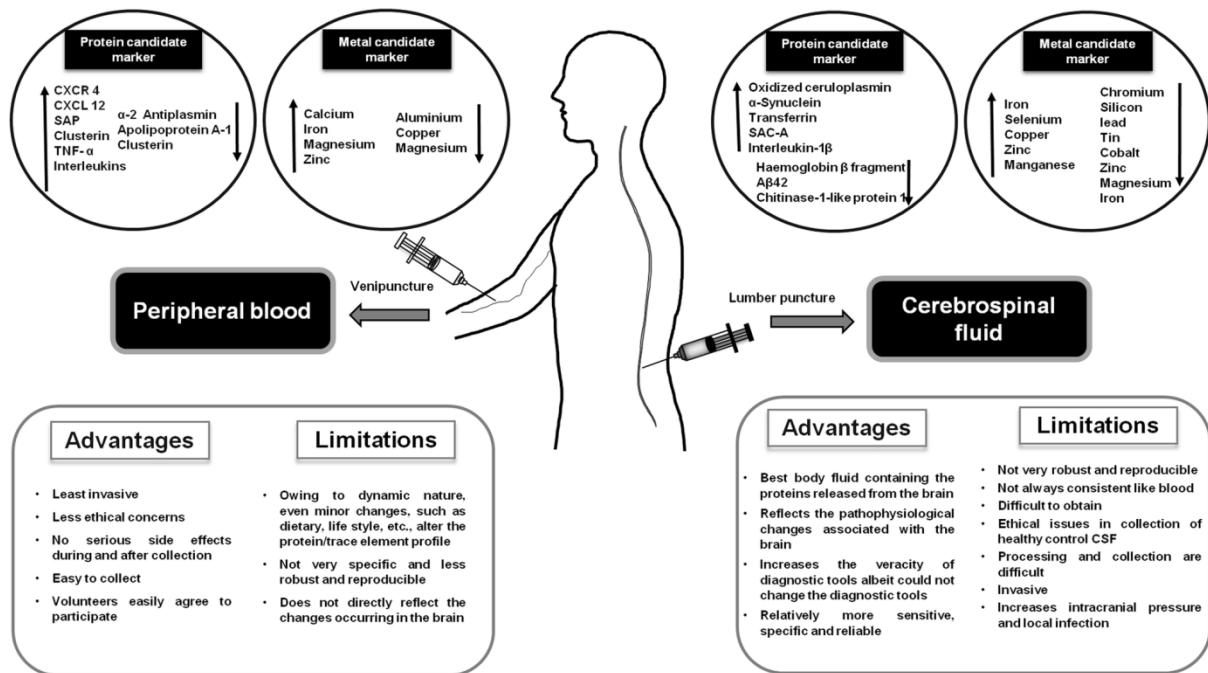 Protein candidate
marker
CXCR 4
CXCL 12
SAP
Clusterin
TNF- α
Interleukins
α-2 Antiplasmin
Apolipoprotein A-1
Clusterin
Metal candidate
marker
Calcium
Iron
Magnesium
Zinc
Aluminium
Copper
Magnesium
Protein candidate
marker
Oxidized ceruloplasmin
α-Synuclein
Transferrin
SAC-A
Interleukin-1β
Haemoglobin β fragment
Aβ42
Chitinase-1-like protein 1
Metal candidate
marker
Iron
Selenium
Copper
Zinc
Manganese
Chromium
Silicon
lead
Tin
Cobalt
Zinc
Magnesium
Iron
Peripheral blood
Venipuncture
Lumber puncture
Cerebrospinal
fluid
Advantages
• Least invasive
• Less ethical concerns
• No serious side effects
during and after collection
• Easy to collect
• Volunteers easily agree to
participate
Limitations
• Owing to dynamic nature,
even minor changes, such as
dietary, life style, etc., alter the
protein/trace element profile
• Not very specific and less
robust and reproducible
• Does not directly reflect the
changes occurring in the brain
Advantages
• Best body fluid containing the
proteins released from the brain
• Reflects the pathophysiological
changes associated with the
brain
• Increases the veracity of
diagnostic tools albeit could not
change the diagnostic tools
• Relatively more sensitive,
specific and reliable
Limitations
• Not very robust and reproducible
• Not always consistent like blood
• Difficult to obtain
• Ethical issues in collection of
healthy control CSF
• Processing and collection are
difficult
• Invasive
• Increases intracranial pressure
and local infection